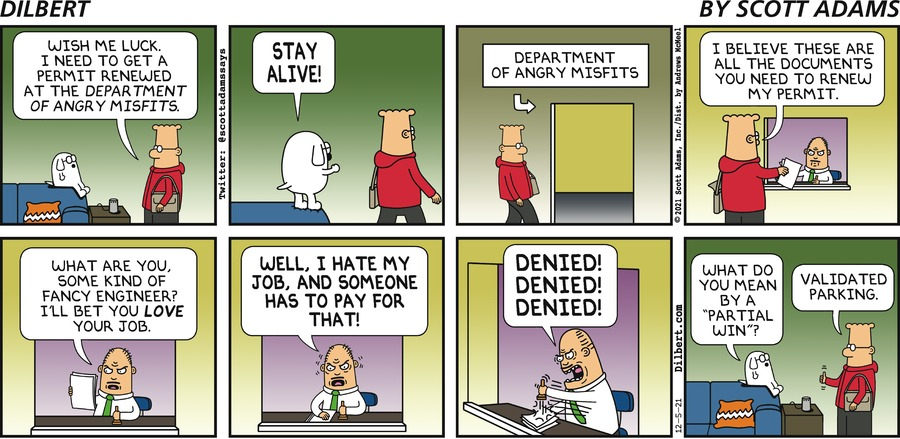 DILBERT
BY SCOTT ADAMS
WISH ME LUCK.
I NEED TO GET A
PERMIT RENEWED
AT THE DEPARTMENT
OF ANGRY MISFITS.
Twitter: @scottadamssays
STAY
ALIVE!
DEPARTMENT
OF ANGRY MISFITS
© 2021 Scott Adams, Inc./Dist. by Andrews McMeel
I BELIEVE THESE ARE
ALL THE DOCUMENTS
YOU NEED TO RENEW
MY PERMIT.
WHAT ARE YOU,
SOME KIND OF
FANCY ENGINEER?
I'LL BET YOU LOVE
YOUR JOB.
WELL, I HATE MY
JOB, AND SOMEONE
HAS TO PAY FOR
THAT!
DENIED!
DENIED!
DENIED!
12-5-21 Dilbert.com
WHAT DO
YOU MEAN
BY A
"PARTIAL
WIN"?
VALIDATED
PARKING.